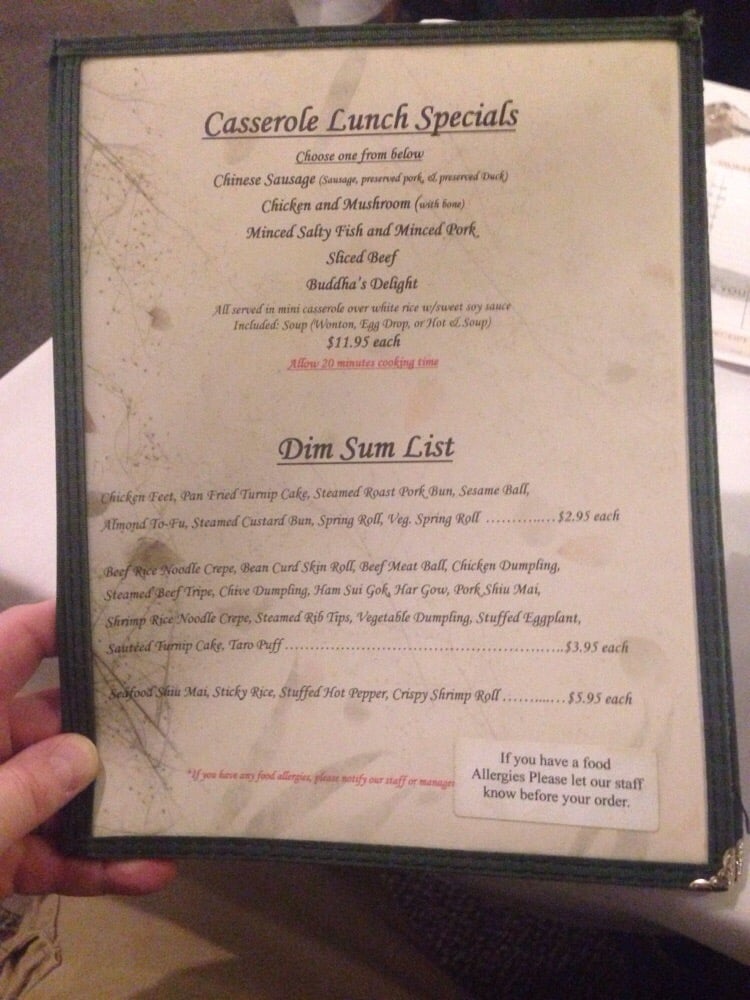 Casserole Lunch Specials
Choose one from below
Chinese Sausage (Sausage, preserved pork, & preserved Duck)
Chicken and Mushroom (with bone)
Minced Salty Fish and Minced Pork
Sliced Beef
Buddha's Delight
All served in mini casserole over white rice w/sweet soy sauce
Included: Soup (Wonton, Egg Drop, or Hot & Soup)
$11.95 each
Allow 20 minutes cooking time
Dim Sum List
Chicken Feet, Pan Fried Turnip Cake, Steamed Roast Pork Bun, Sesame Ball,
Almond To-Fu, Steamed Custard Bun, Spring Roll, Veg. Spring Roll ..............$2.95 each
Beef Rice Noodle Crepe, Bean Curd Skin Roll, Beef Meat Ball, Chicken Dumpling,
Steamed Beef Tripe, Chive Dumpling, Ham Sui Gok, Har Gow, Pork Shiu Mai,
Shrimp Rice Noodle Crepe, Steamed Rib Tips, Vegetable Dumpling, Stuffed Eggplant,
Sautéed Turnip Cake, Taro Puff.........................................................$3.95 each
Seafood Shiu Mai, Sticky Rice, Stuffed Hot Pepper, Crispy Shrimp Roll .............$5.95 each
*If you have any food allergies, please notify our staff or manager
If you have a food
Allergies Please let our staff
know before your order.